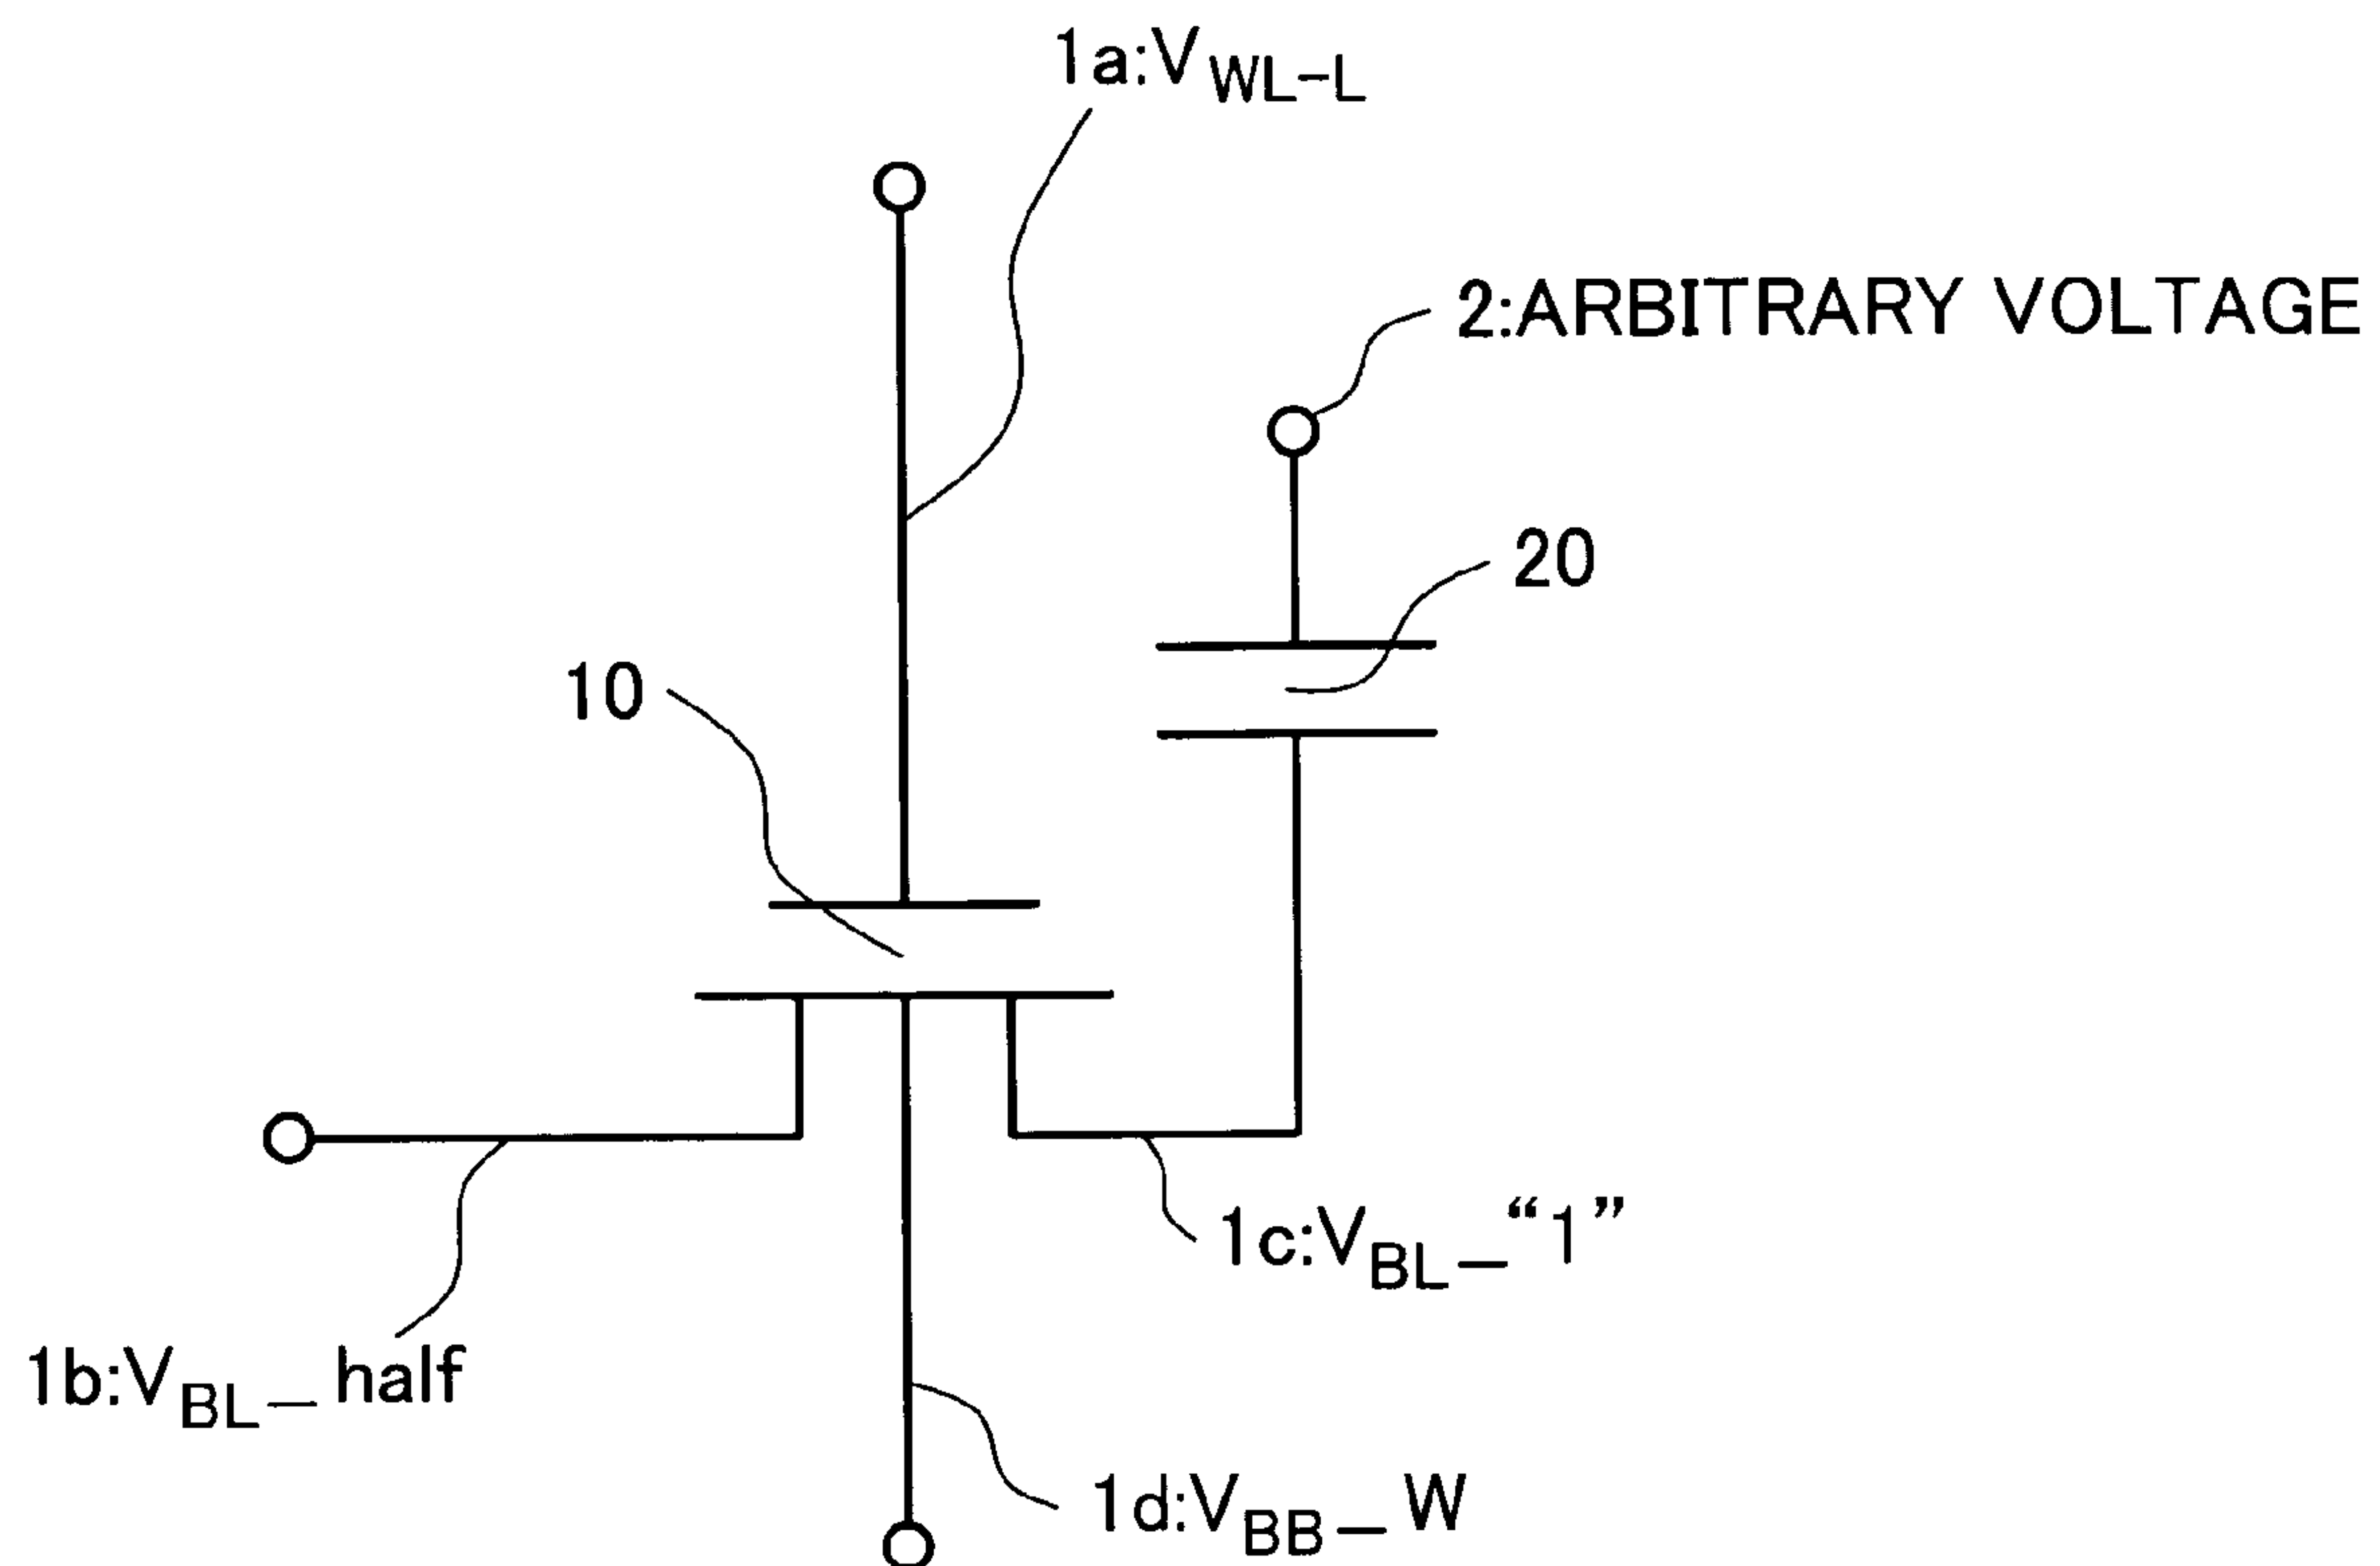 1a:VWL-L
2:ARBITRARY VOLTAGE
20
10
1c:VBL_“1”
1b:VBL_half
1d:VBB_W